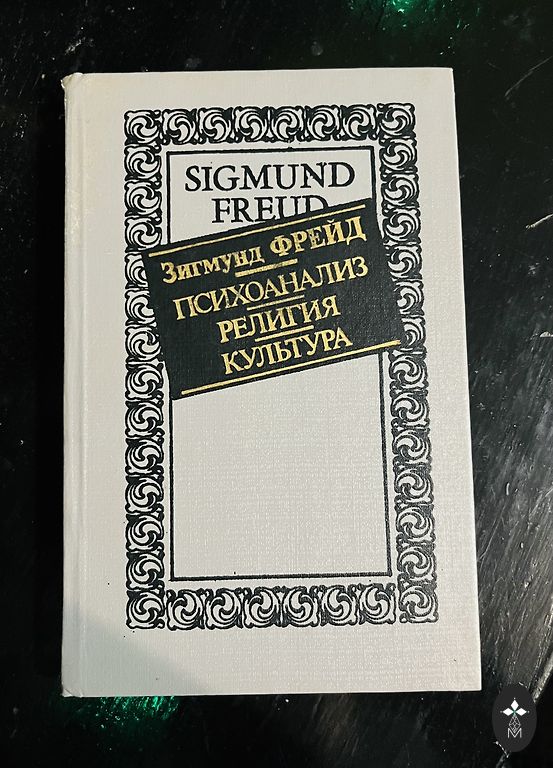 SIGMUND
FREUD
Зигмунд ФРЕЙД
ПСИХОАНАЛИЗ
РЕЛИГИЯ
КУЛЬТУРА
M